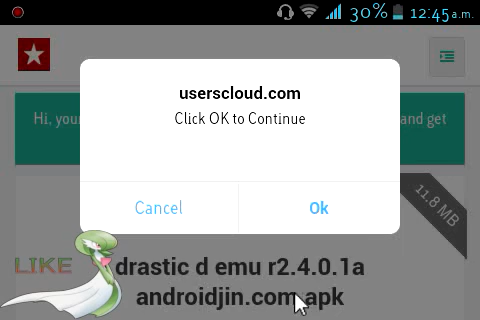 30% 12:45a.m.
userscloud.com
Click OK to Continue
Hi, your and get
Cancel Ok
11.8 MB
LIKE
drastic d emu r2.4.0.1a
androidjin.com apk